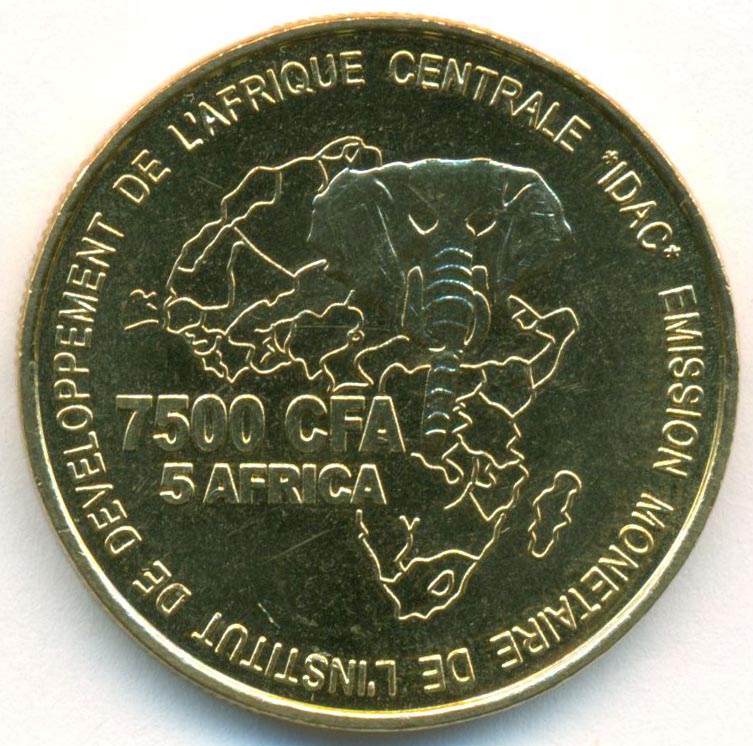 EMISSION MONETAIRE DE L'INSTITUT DE DEVELOPPEMENT DE L'AFRIQUE CENTRALE *IDAC*
7500 CFA
5 AFRICA